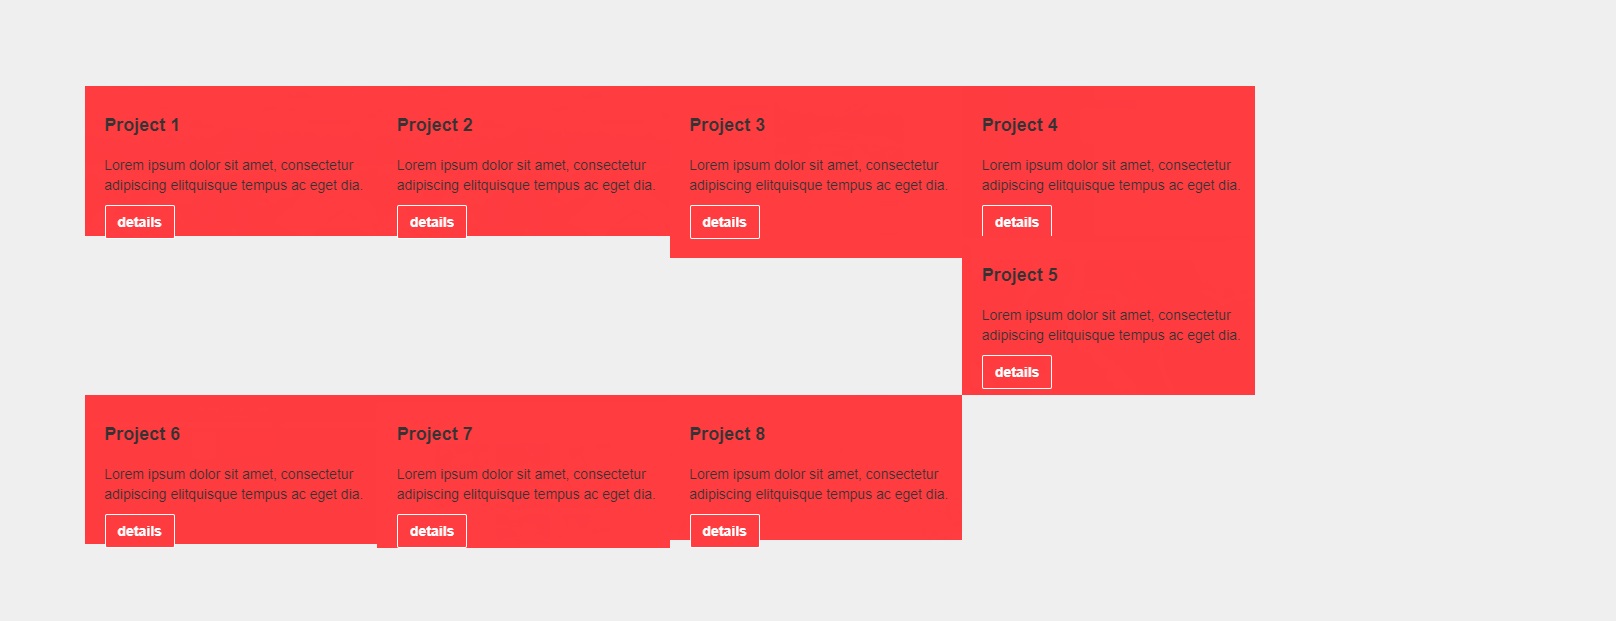 Project 1
Lorem ipsum dolor sit amet, consectetur
adipiscing elitquisque tempus ac eget dia.
details
Project 2
Lorem ipsum dolor sit amet, consectetur
adipiscing elitquisque tempus ac eget dia.
details
Project 3
Lorem ipsum dolor sit amet, consectetur
adipiscing elitquisque tempus ac eget dia.
details
Project 4
Lorem ipsum dolor sit amet, consectetur
adipiscing elitquisque tempus ac eget dia.
details
Project 5
Lorem ipsum dolor sit amet, consectetur
adipiscing elitquisque tempus ac eget dia.
details
Project 6
Lorem ipsum dolor sit amet, consectetur
adipiscing elitquisque tempus ac eget dia.
details
Project 7
Lorem ipsum dolor sit amet, consectetur
adipiscing elitquisque tempus ac eget dia.
details
Project 8
Lorem ipsum dolor sit amet, consectetur
adipiscing elitquisque tempus ac eget dia.
details